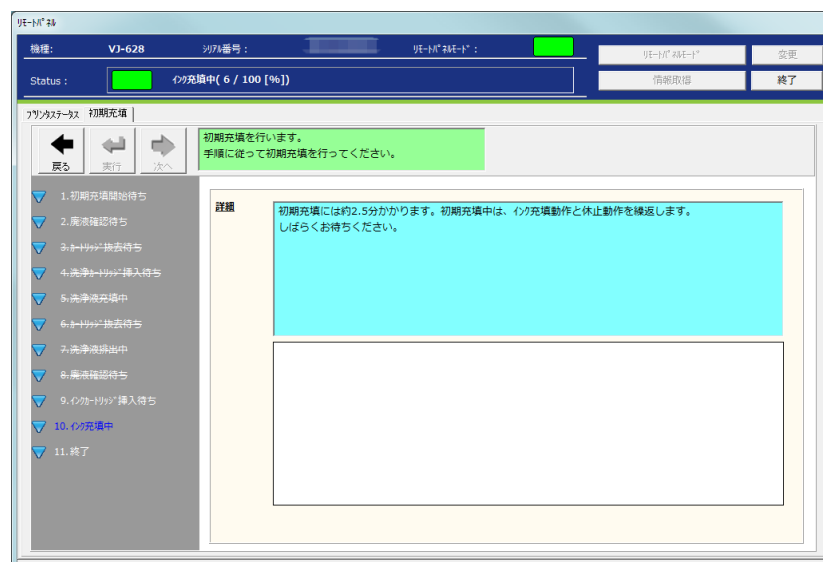 ﾘﾓｰﾄﾊﾟﾈﾙ
機種:
VJ-628
ｼﾘｱﾙ番号 :
ﾘﾓｰﾄﾊﾟﾈﾙﾓｰﾄﾞ :
ﾘﾓｰﾄﾊﾟﾈﾙﾓｰﾄﾞ
変更
Status :
ｲﾝｸ充填中( 6 / 100 [%])
情報取得
終了
ﾌﾟﾘﾝﾀｽﾃｰﾀｽ
初期充填
戻る
実行
次へ
初期充填を行います。
手順に従って初期充填を行ってください。
1.初期充填開始待ち
2.廃液確認待ち
3.ｶｰﾄﾘｯｼﾞ抜去待ち
4.洗浄ｶｰﾄﾘｯｼﾞ挿入待ち
5.洗浄液充填中
6.ｶｰﾄﾘｯｼﾞ抜去待ち
7.洗浄液排出中
8.廃液確認待ち
9.ｲﾝｸｶｰﾄﾘｯｼﾞ挿入待ち
10.ｲﾝｸ充填中
11.終了
詳細
初期充填には約2.5分かかります。初期充填中は、ｲﾝｸ充填動作と休止動作を繰返します。
しばらくお待ちください。